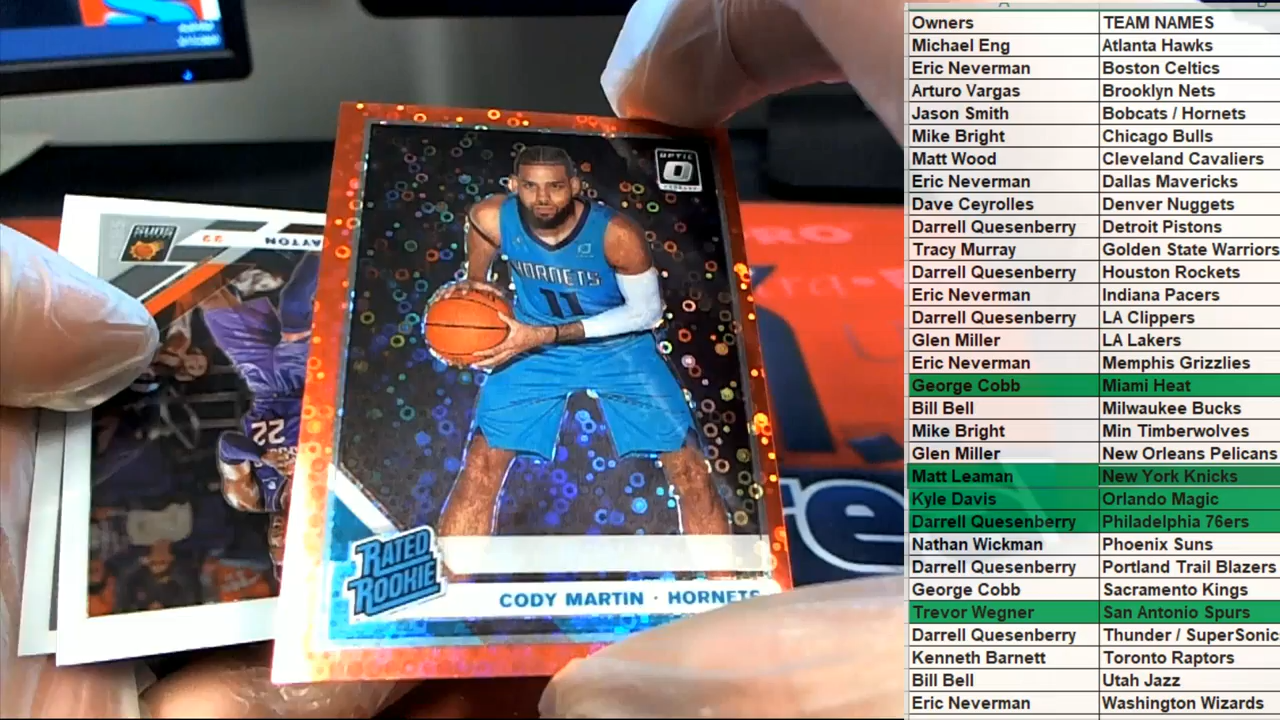 OPTIC
SUNS
22
AYTON
22
HORNETS
11
RATED
ROOKIE
CODY MARTIN · HORNETS
Owners TEAM NAMES
Michael Eng Atlanta Hawks
Eric Neverman Boston Celtics
Arturo Vargas Brooklyn Nets
Jason Smith Bobcats / Hornets
Mike Bright Chicago Bulls
Matt Wood Cleveland Cavaliers
Eric Neverman Dallas Mavericks
Dave Ceyrolles Denver Nuggets
Darrell Quesenberry Detroit Pistons
Tracy Murray Golden State Warriors
Darrell Quesenberry Houston Rockets
Eric Neverman Indiana Pacers
Darrell Quesenberry LA Clippers
Glen Miller LA Lakers
Eric Neverman Memphis Grizzlies
George Cobb Miami Heat
Bill Bell Milwaukee Bucks
Mike Bright Min Timberwolves
Glen Miller New Orleans Pelicans
Matt Leaman New York Knicks
Kyle Davis Orlando Magic
Darrell Quesenberry Philadelphia 76ers
Nathan Wickman Phoenix Suns
Darrell Quesenberry Portland Trail Blazers
George Cobb Sacramento Kings
Trevor Wegner San Antonio Spurs
Darrell Quesenberry Thunder / SuperSonic
Kenneth Barnett Toronto Raptors
Bill Bell Utah Jazz
Eric Neverman Washington Wizards